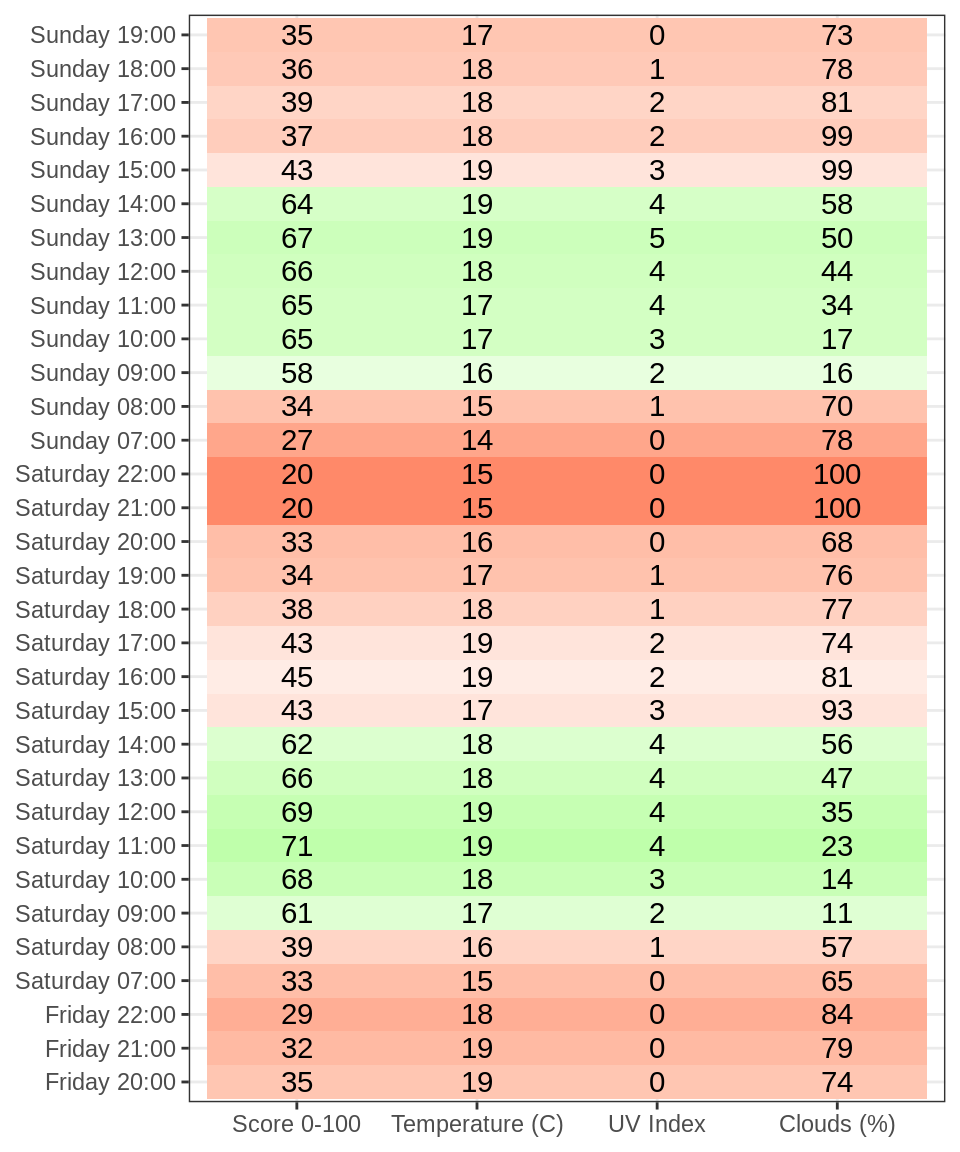 Sunday 19:00 35 17 0 73
Sunday 18:00 36 18 1 78
Sunday 17:00 39 18 2 81
Sunday 16:00 37 18 2 99
Sunday 15:00 43 19 3 99
Sunday 14:00 64 19 4 58
Sunday 13:00 67 19 5 50
Sunday 12:00 66 18 4 44
Sunday 11:00 65 17 4 34
Sunday 10:00 65 17 3 17
Sunday 09:00 58 16 2 16
Sunday 08:00 34 15 1 70
Sunday 07:00 27 14 0 78
Saturday 22:00 20 15 0 100
Saturday 21:00 20 15 0 100
Saturday 20:00 33 16 0 68
Saturday 19:00 34 17 1 76
Saturday 18:00 38 18 1 77
Saturday 17:00 43 19 2 74
Saturday 16:00 45 19 2 81
Saturday 15:00 43 17 3 93
Saturday 14:00 62 18 4 56
Saturday 13:00 66 18 4 47
Saturday 12:00 69 19 4 35
Saturday 11:00 71 19 4 23
Saturday 10:00 68 18 3 14
Saturday 09:00 61 17 2 11
Saturday 08:00 39 16 1 57
Saturday 07:00 33 15 0 65
Friday 22:00 29 18 0 84
Friday 21:00 32 19 0 79
Friday 20:00 35 19 0 74
Score 0-100 Temperature (C) UV Index Clouds (%)